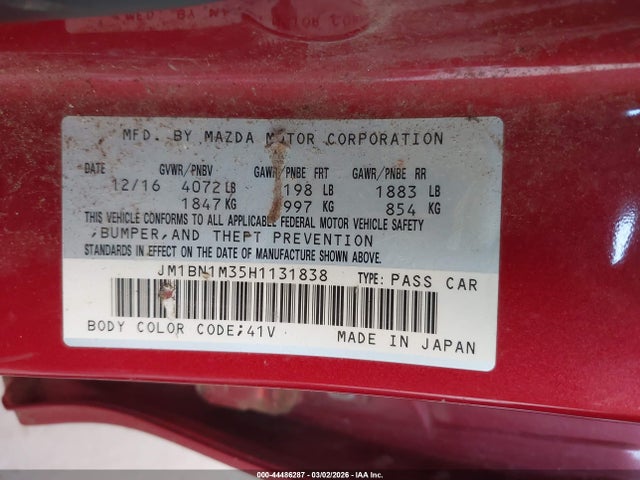 MFD. BY MAZDA MOTOR CORPORATION
DATE GVWR/PNBV GAWR/PNBE FRT GAWR/PNBE RR
12/16 4072 LB 198 LB 1883 LB
1847 KG 997 KG 854 KG
THIS VEHICLE CONFORMS TO ALL APPLICABLE FEDERAL MOTOR VEHICLE SAFETY
,BUMPER,AND THEFT PREVENTION
STANDARDS IN EFFECT ON THE DATE OF MANUFACTURE SHOWN ABOVE.
JM1BN1M35H1131838 TYPE: PASS CAR
BODY COLOR CODE;41V MADE IN JAPAN
000-44486287 - 03/02/2026 - IAA Inc.